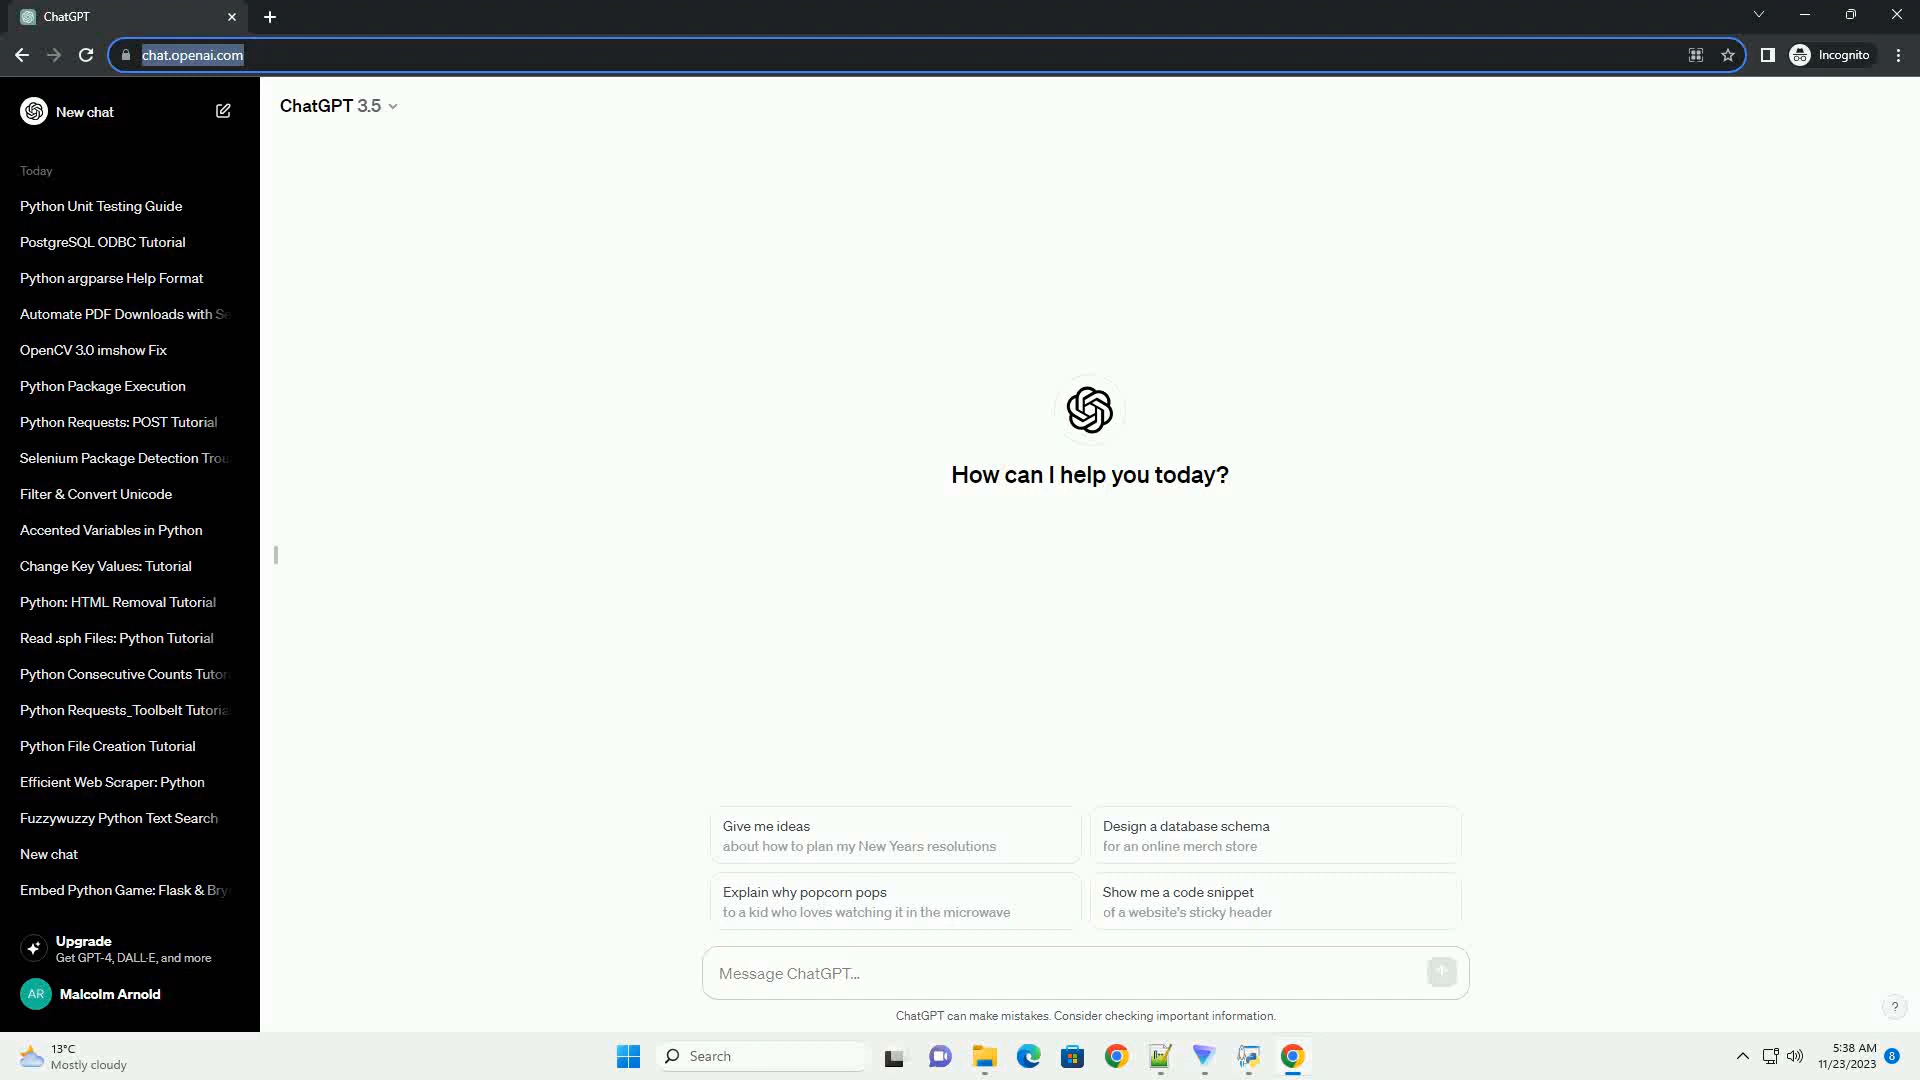 ChatGPT
chat.openai.com
Incognito
New chat
ChatGPT 3.5
Today
Python Unit Testing Guide
PostgreSQL ODBC Tutorial
Python argparse Help Format
Automate PDF Downloads with Se
OpenCV 3.0 imshow Fix
Python Package Execution
Python Requests: POST Tutorial
Selenium Package Detection Trou
Filter & Convert Unicode
Accented Variables in Python
Change Key Values: Tutorial
Python: HTML Removal Tutorial
Read .sph Files: Python Tutorial
Python Consecutive Counts Tutor
Python Requests_Toolbelt Tutoria
Python File Creation Tutorial
Efficient Web Scraper: Python
Fuzzywuzzy Python Text Search
New chat
Embed Python Game: Flask & Bry
Upgrade
Get GPT-4, DALL·E, and more
AR Malcolm Arnold
How can I help you today?
Give me ideas
about how to plan my New Years resolutions
Design a database schema
for an online merch store
Explain why popcorn pops
to a kid who loves watching it in the microwave
Show me a code snippet
of a website's sticky header
Message ChatGPT...
ChatGPT can make mistakes. Consider checking important information.
?
13°C
Mostly cloudy
Search
5:38 AM
11/23/2023
8